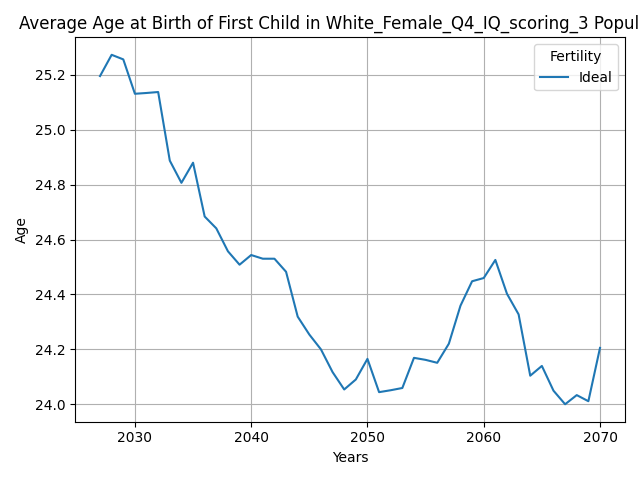 Average Age at Birth of First Child in White_Female_Q4_IQ_scoring_3 Popul
Fertility
Ideal
25.2
25.0
24.8
24.6
24.4
24.2
24.0
Age
2030 2040 2050 2060 2070
Years